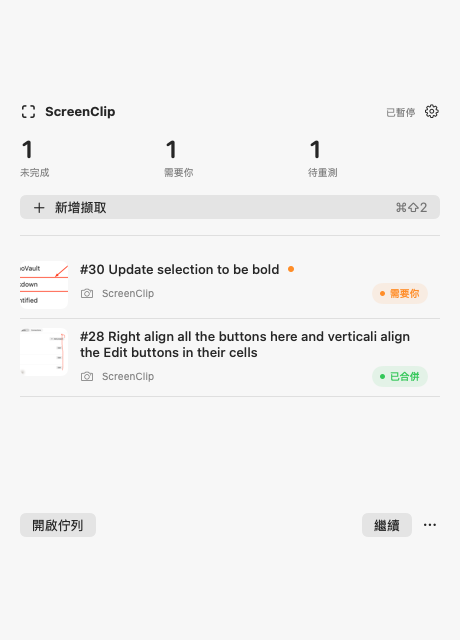 ScreenClip
已暫停
1
1
1
未完成
需要你
待重測
新增擷取
⌘⇧2
#30 Update selection to be bold
ScreenClip
需要你
oVault
down
ntified
#28 Right align all the buttons here and verticali align
the Edit buttons in their cells
ScreenClip
已合併
開啟佇列
繼續